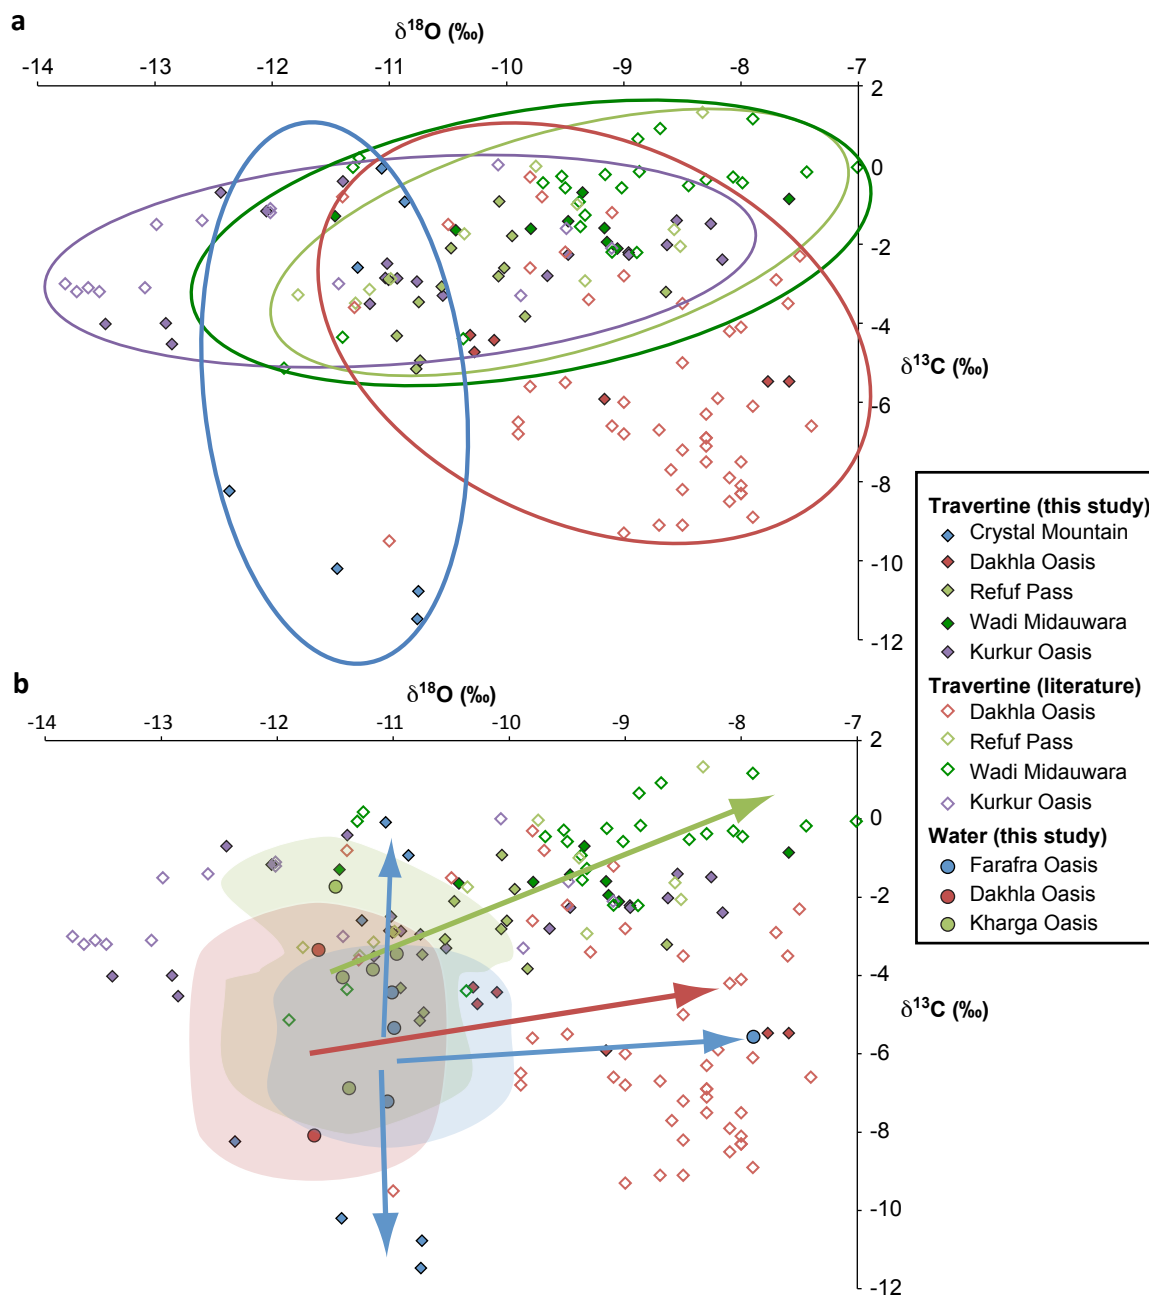 a
δ18O (‰)
-14 -13 -12 -11 -10 -9 -8 -7
2
0
-2
-4
δ13C (‰)
-6
-8
-10
-12
Travertine (this study)
Crystal Mountain
Dakhla Oasis
Refuf Pass
Wadi Midauwara
Kurkur Oasis
Travertine (literature)
Dakhla Oasis
Refuf Pass
Wadi Midauwara
Kurkur Oasis
Water (this study)
Farafra Oasis
Dakhla Oasis
Kharga Oasis
b
δ18O (‰)
-14 -13 -12 -11 -10 -9 -8 -7
2
0
-2
-4
δ13C (‰)
-6
-8
-10
-12